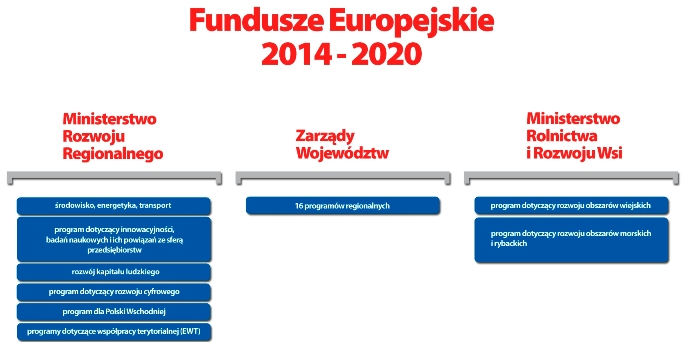 Fundusze Europejskie
2014 - 2020
Ministerstwo
Rozwoju
Regionalnego
środowisko, energetyka, transport
program dotyczący innowacyjności,
badań naukowych i ich powiązań ze sferą
przedsiębiorstw
rozwój kapitału ludzkiego
program dotyczący rozwoju cyfrowego
program dla Polski Wschodniej
programy dotyczące współpracy terytorialnej (EWT)
Zarządy
Województw
16 programów regionalnych
Ministerstwo
Rolnictwa
i Rozwoju Wsi
program dotyczący rozwoju obszarów wiejskich
program dotyczący rozwoju obszarów morskich
i rybackich